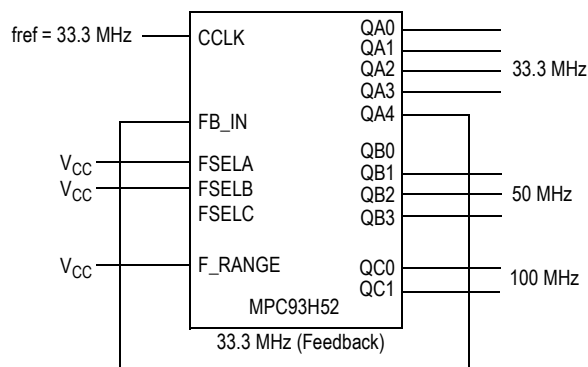 fref = 33.3 MHz
CCLK
QA0
QA1
QA2
QA3
33.3 MHz
QA4
FB_IN
QB0
VCC
FSELA
QB1
VCC
FSELB
QB2
50 MHz
FSELC
QB3
VCC
F_RANGE
QC0
100 MHz
QC1
MPC93H52
33.3 MHz (Feedback)